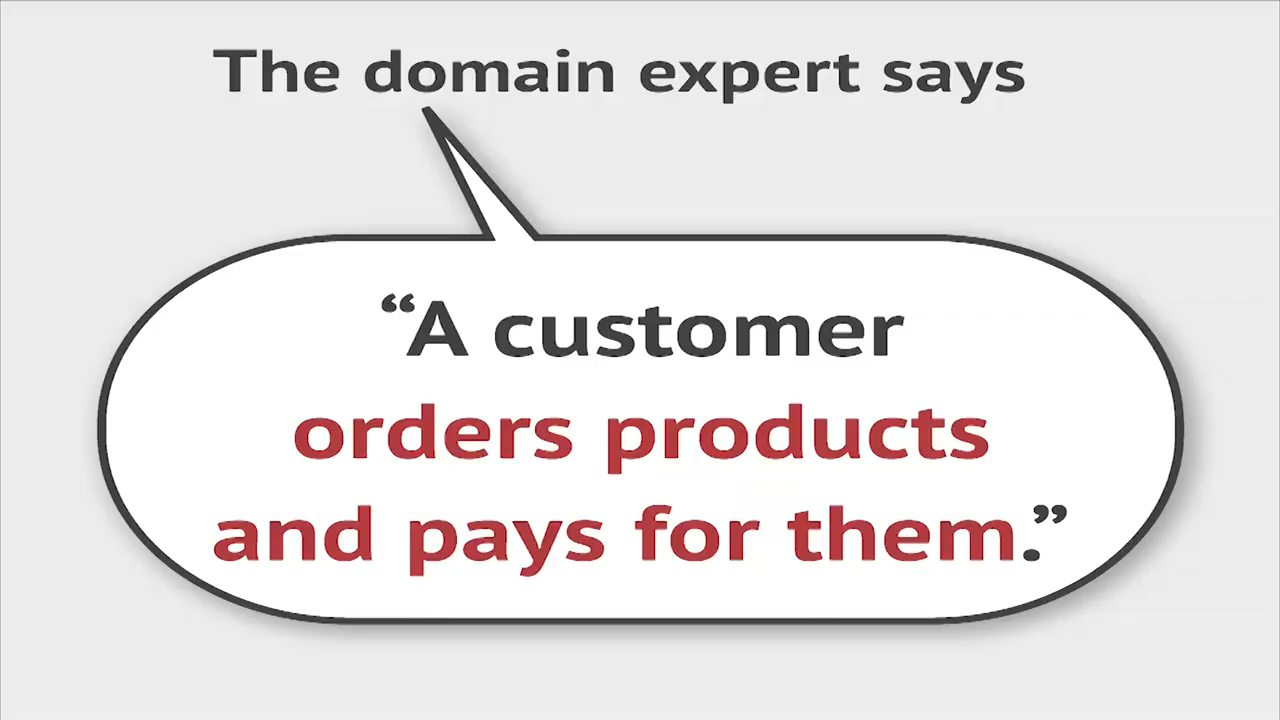 The domain expert says
“A customer
orders products
and pays for them.”